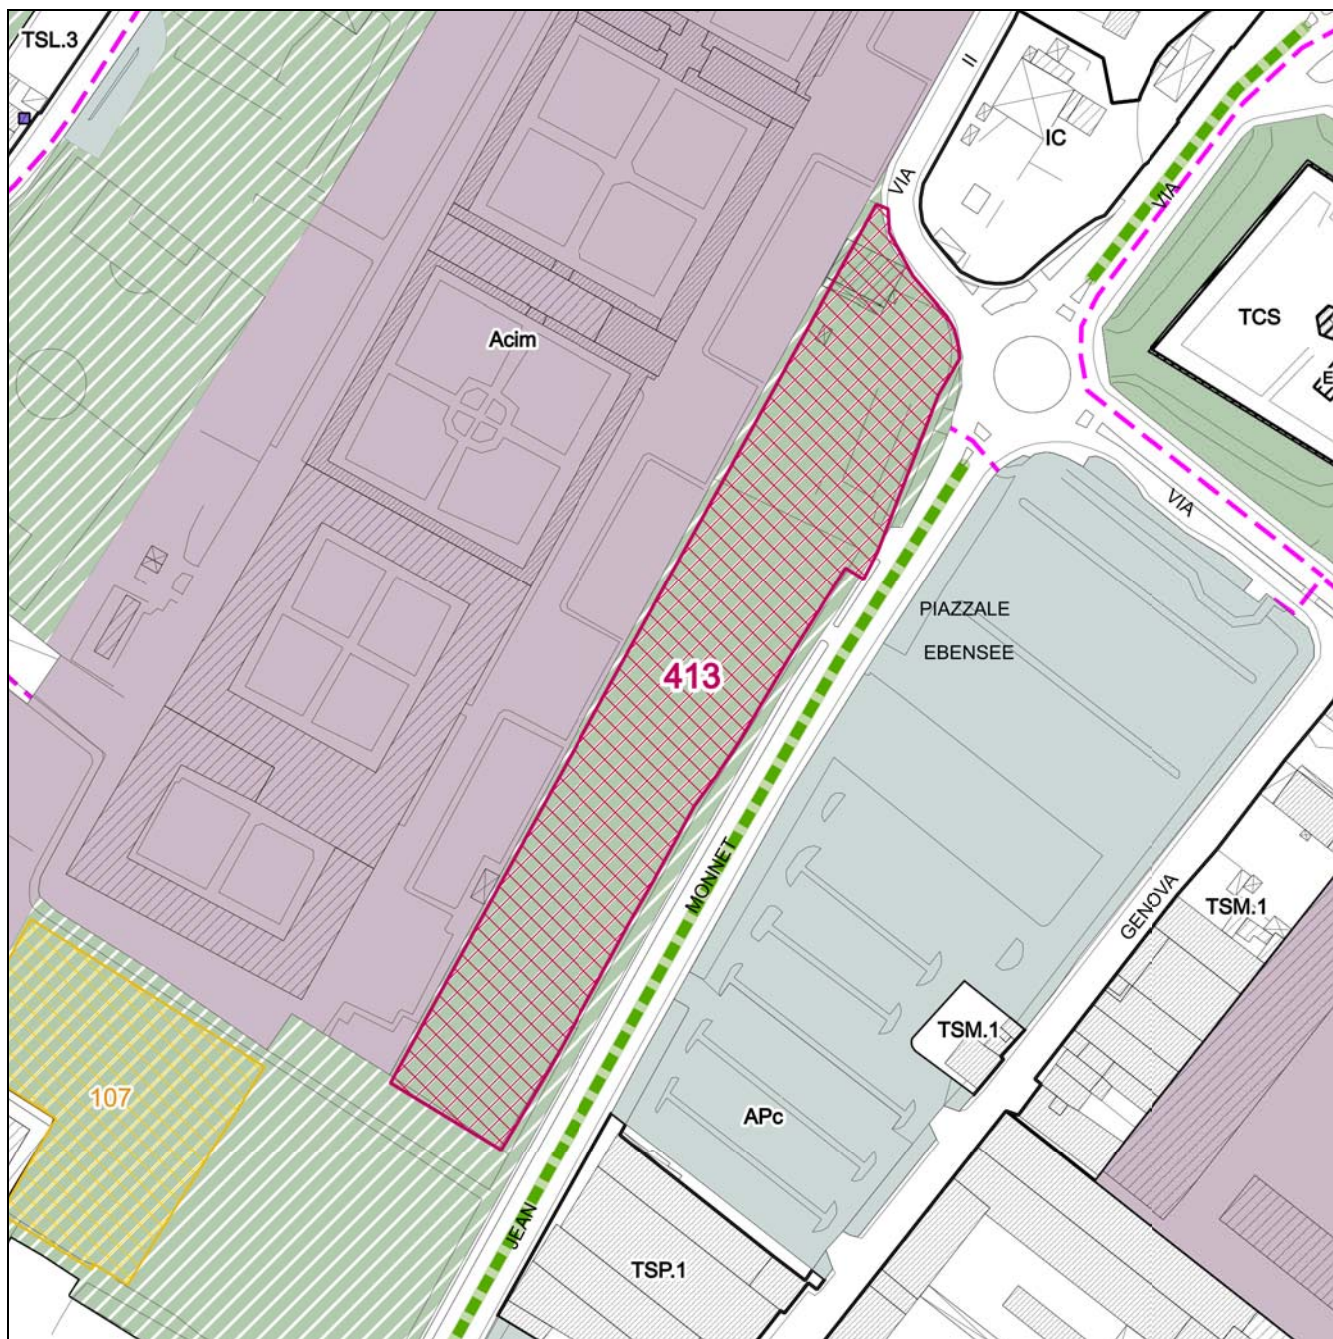 TSL.3
II
IC
VIA
VIA
TCS
Acim
VIA
PIAZZALE
EBENSEE
413
MONNET
GENOVA
TSM.1
TSM.1
107
APc
JEAN
TSP.1